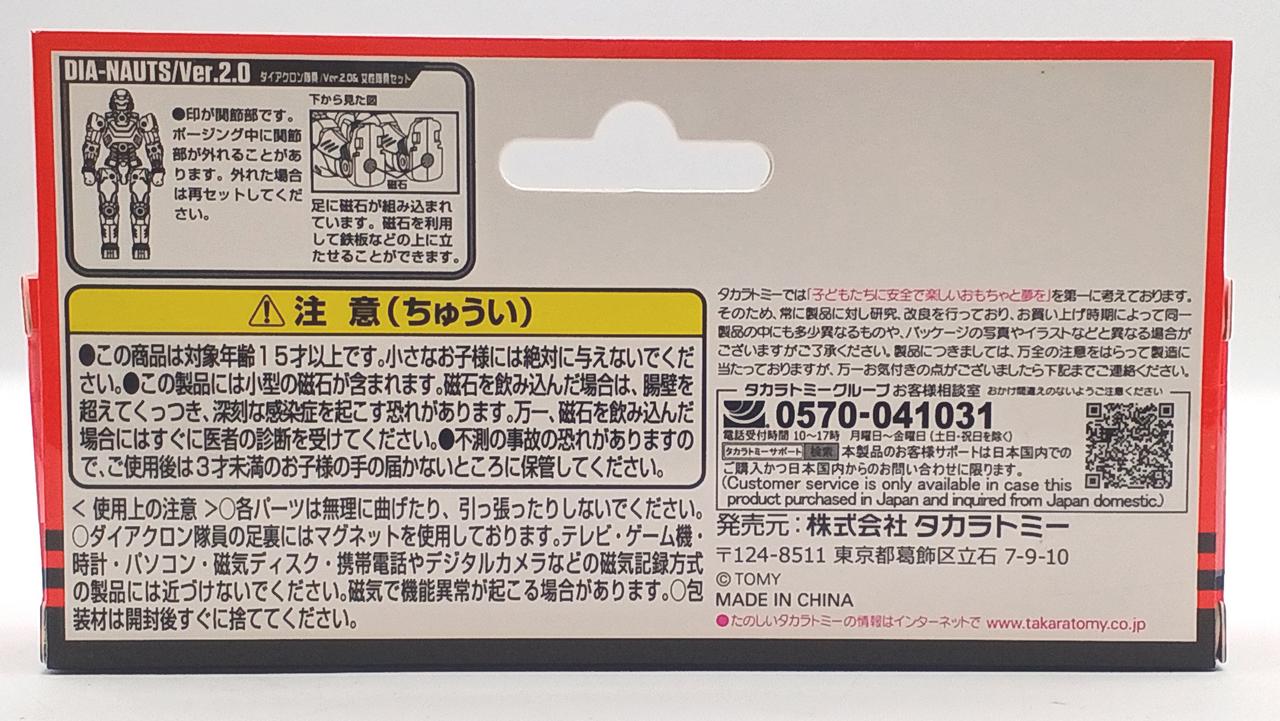 DIA-NAUTS/Ver.2.0 ダイアクロン隊員/Ver2.0& 女性隊員セット
●印が関節部です。
ポージング中に関節
部が外れることがあ
ります。外れた場合
は再セットしてくだ
さい。
下から見た図
磁石
足に磁石が組み込まれ
ています。磁石を利用
して鉄板などの上に立
たせることができます。
注 意(ちゅうい)
●この商品は対象年齢15才以上です。小さなお子様には絶対に与えないでくだ
さい。●この製品には小型の磁石が含まれます。磁石を飲み込んだ場合は、腸壁を
超えてくっつき、深刻な感染症を起こす恐れがあります。万一、磁石を飲み込んだ
場合にはすぐに医者の診断を受けてください。●不測の事故の恐れがありますの
で、ご使用後は3才未満のお子様の手の届かないところに保管してください。
< 使用上の注意 >○各パーツは無理に曲げたり、引っ張ったりしないでください。
○ダイアクロン隊員の足裏にはマグネットを使用しております。テレビ・ゲーム機・
時計・パソコン・磁気ディスク・携帯電話やデジタルカメラなどの磁気記録方式
の製品には近づけないでください。磁気で機能異常が起こる場合があります。○包
装材は開封後すぐに捨ててください。
タカラトミーでは「子どもたちに安全で楽しいおもちゃと夢を」を第一に考えております。
そのため、常に製品に対し研究、改良を行っており、お買い上げ時期によって同一
製品の中にも多少異なるものや、パッケージの写真やイラストなどと異なる場合が
ございますがご了承ください。製品につきましては、万全の注意をはらって製造に
当たっておりますが、万一お気付きの点がございましたら下記までご連絡ください。
タカラトミーグループ お客様相談室 おかけ間違えのないようご注意ください
0570-041031
電話受付時間 10〜17時 月曜日〜金曜日(土日・祝日を除く)
タカラトミーサポート 検索 本製品のお客様サポートは日本国内での
ご購入かつ日本国内からのお問い合わせに限ります。
(Customer service is only available in case this
product purchased in Japan and inquired from Japan domestic.)
発売元:株式会社 タカラトミー
〒124-8511 東京都葛飾区立石 7-9-10
© TOMY
MADE IN CHINA
●たのしいタカラトミーの情報はインターネットで www.takaratomy.co.jp